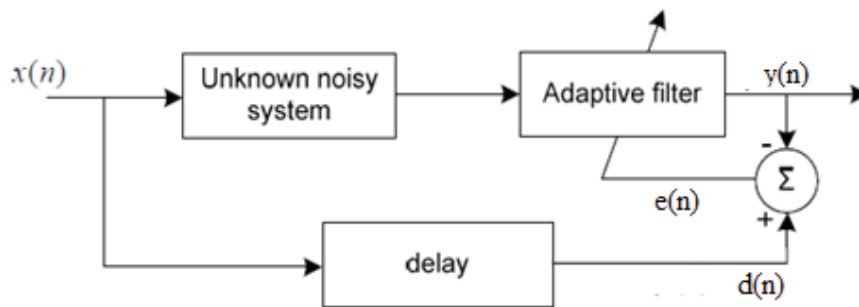 x(n)
Unknown noisy
system
Adaptive filter
y(n)
-
Σ
e(n)
+
delay
d(n)